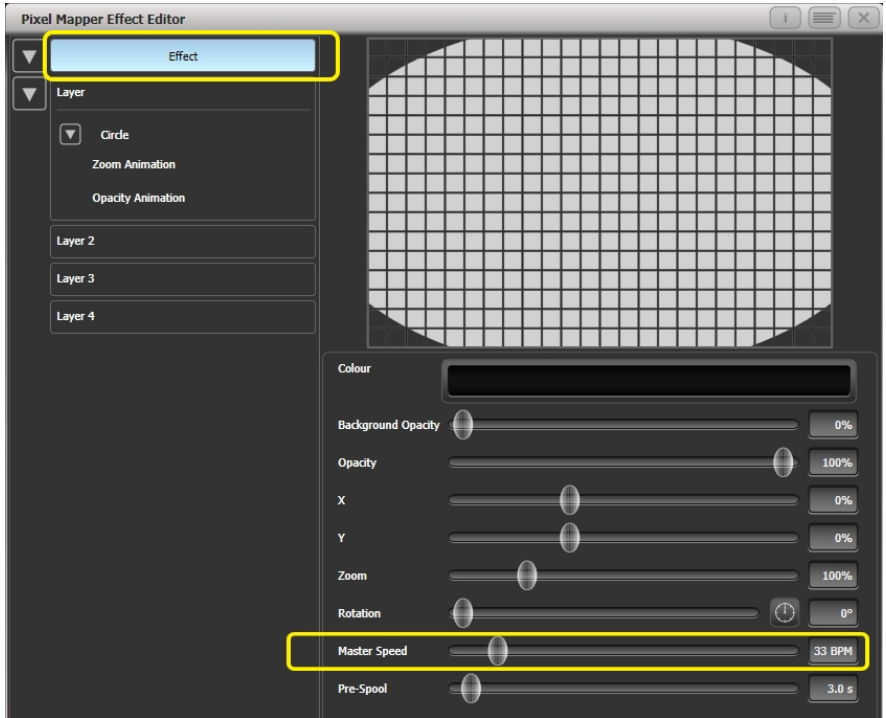 Pixel Mapper Effect Editor
i
Effect
Layer
Circle
Zoom Animation
Opacity Animation
Layer 2
Layer 3
Layer 4
Colour
Background Opacity 0%
Opacity 100%
X 0%
Y 0%
Zoom 100%
Rotation 0°
Master Speed 33 BPM
Pre-Spool 3.0 s